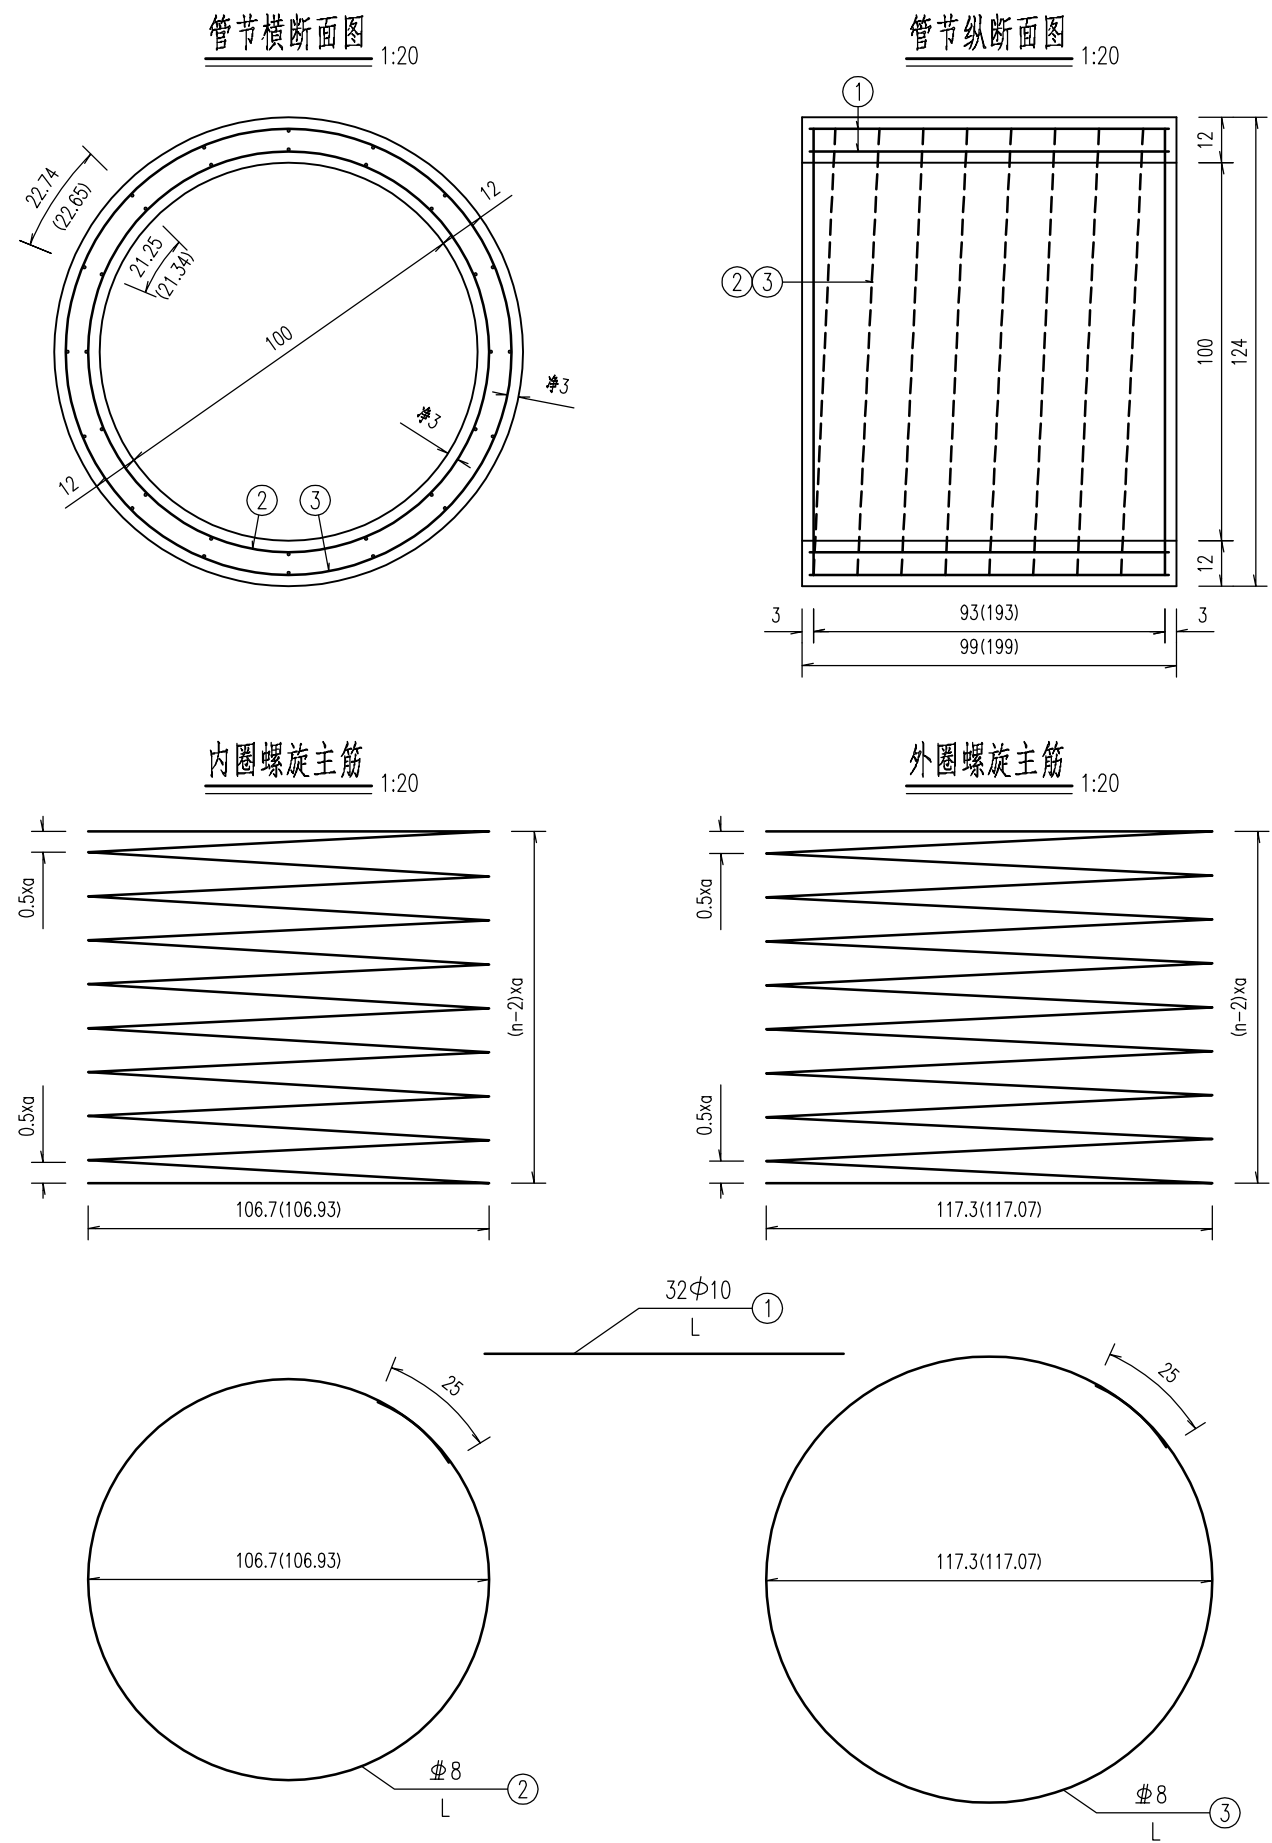 管节横断面图 1:20
管节纵断面图 1:20
22.74
(22.65)
21.25
(21.34)
12
100
12
净3
净3
②
③
①
②③
12
100
124
12
3
93(193)
3
99(199)
内圈螺旋主筋 1:20
外圈螺旋主筋 1:20
0.5xa
(n-2)xa
0.5xa
106.7(106.93)
0.5xa
(n-2)xa
0.5xa
117.3(117.07)
32Φ10
①
L
25
106.7(106.93)
8
②
L
25
117.3(117.07)
8
③
L